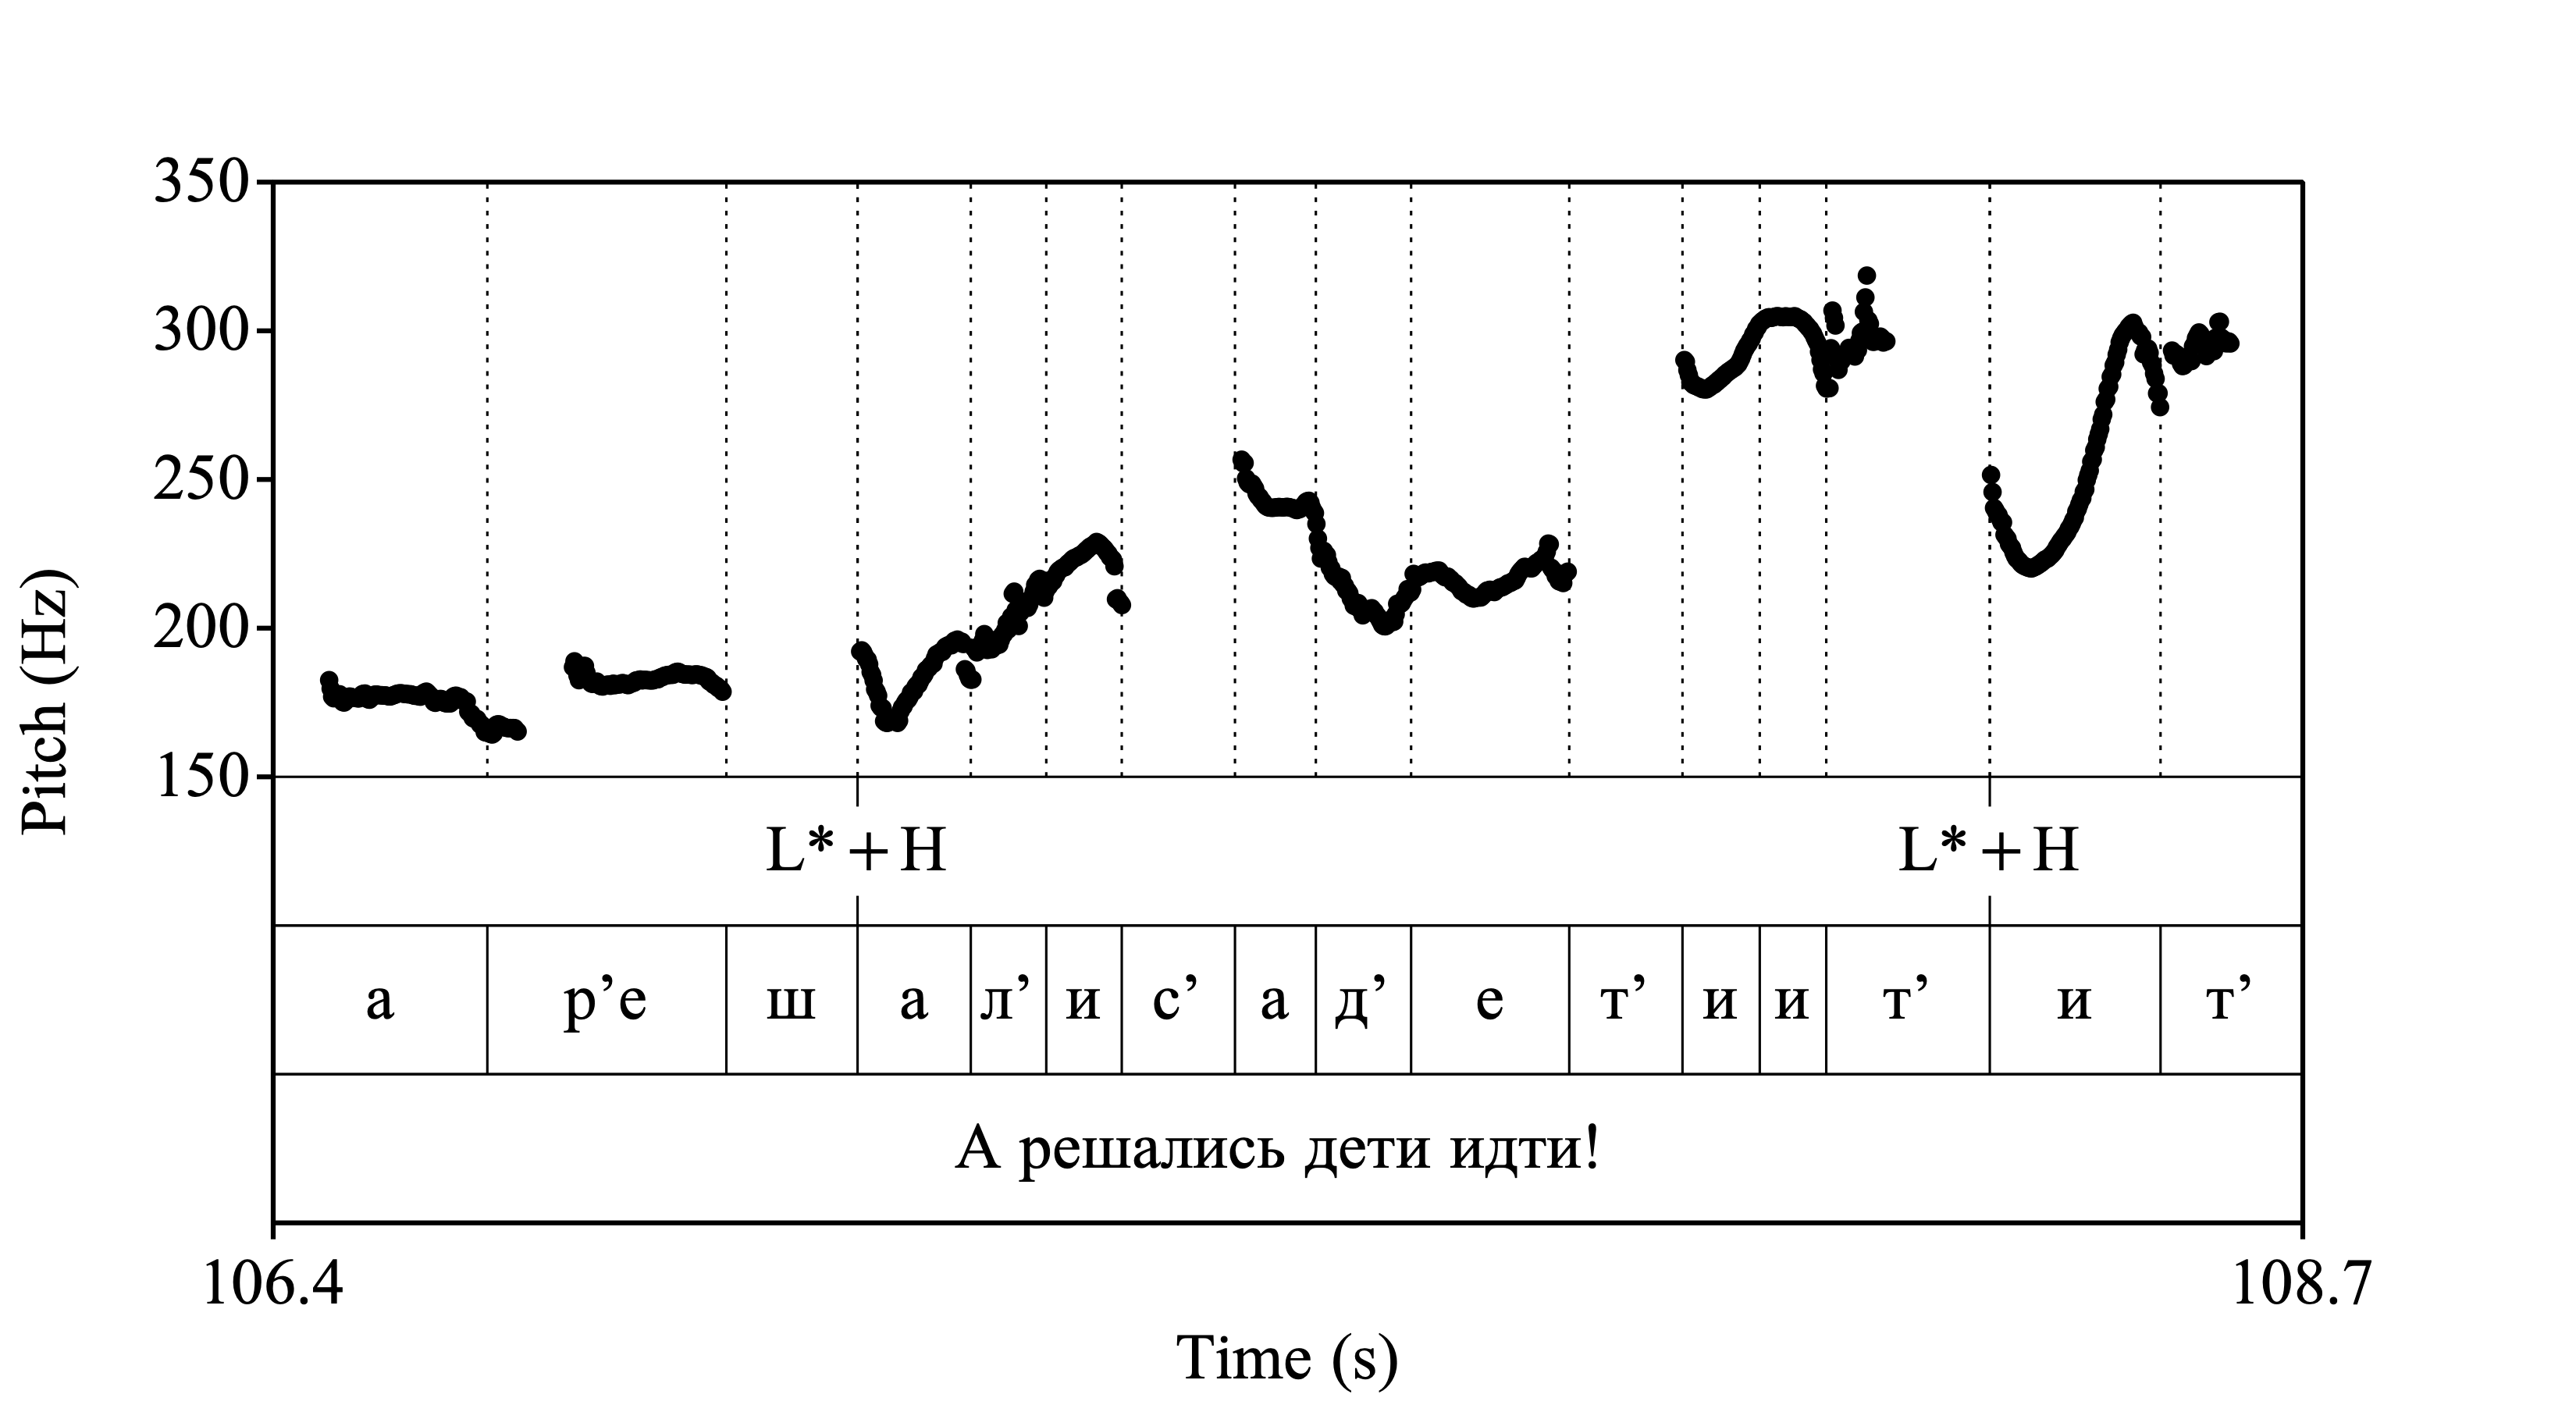 350
300
250
200
150
Pitch (Hz)
L*+H L*+H
а р’е ш а л’ и с’ а д’ е т’ и и т’ и т’
А решались дети идти!
106.4 108.7
Time (s)